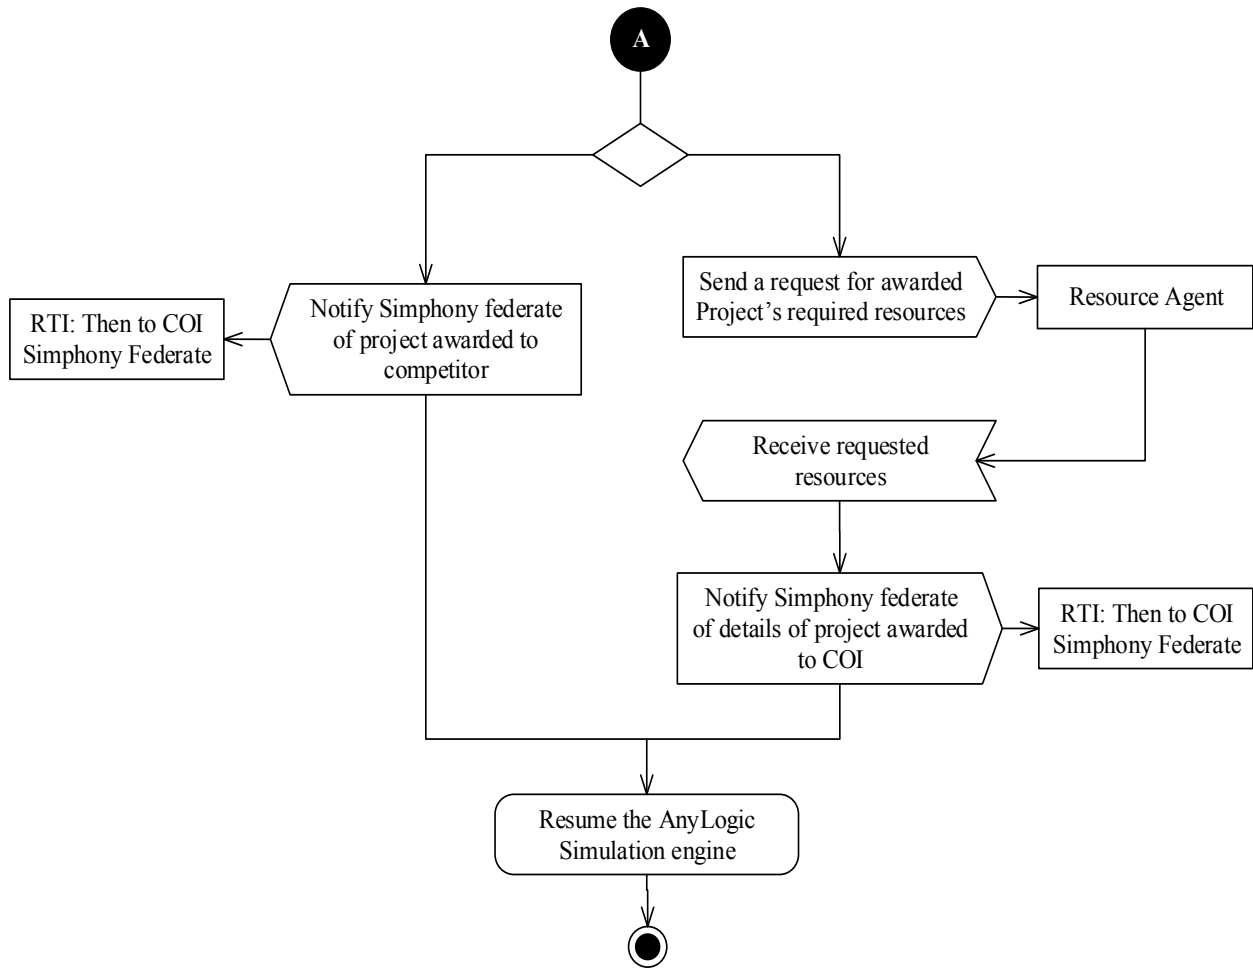 A
Send a request for awarded
Project's required resources
Resource Agent
Notify Simphony federate
of project awarded to
competitor
RTI: Then to COI
Simphony Federate
Receive requested
resources
Notify Simphony federate
of details of project awarded
to COI
RTI: Then to COI
Simphony Federate
Resume the AnyLogic
Simulation engine